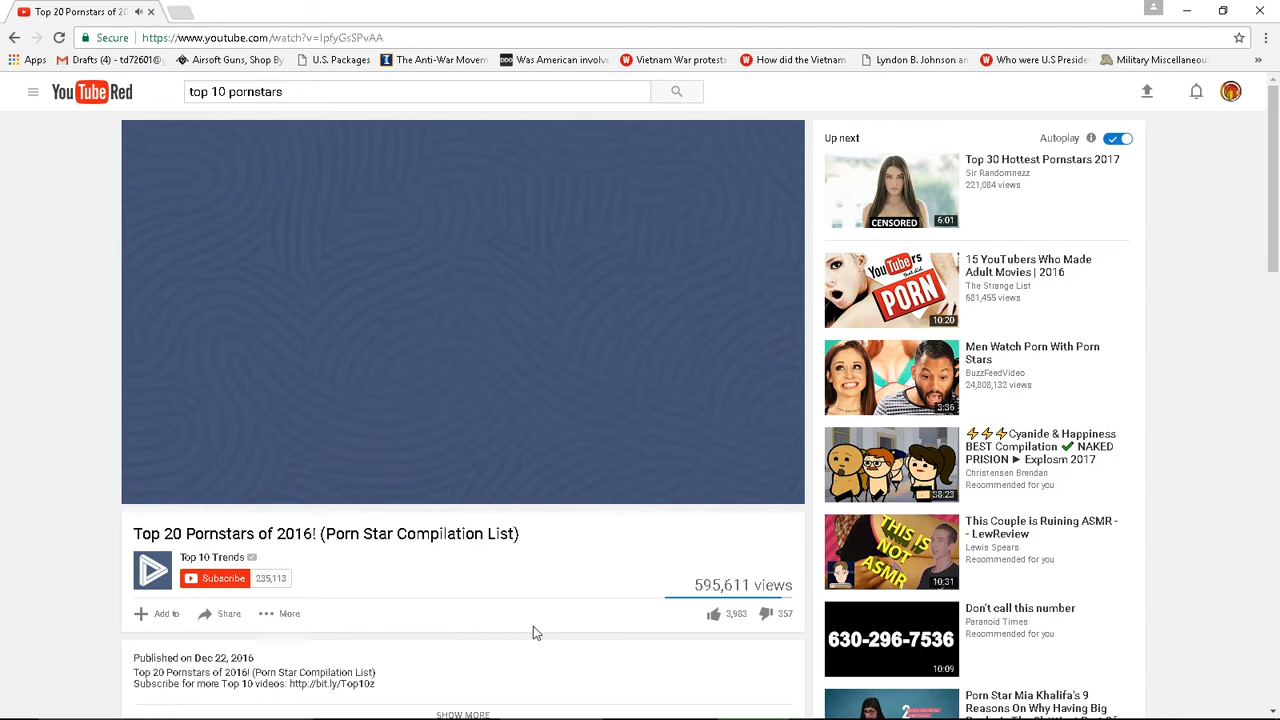 Top 20 Pornstars of 20
Secure https://www.youtube.com/watch?v=IpfyGsSPvAA
Apps Drafts (4) - td72601@g Airsoft Guns, Shop By U.S. Packages The Anti-War Movem DDO Was American involve Vietnam War protests How did the Vietnam Lyndon B. Johnson an Who were U.S Preside Military Miscellaneou »
YouTube Red
top 10 pornstars
Up next
Autoplay
Top 30 Hottest Pornstars 2017
Sir Randomnezz
221,084 views
CENSORED
6:01
15 YouTubers Who Made
Adult Movies | 2016
The Strange List
681,455 views
YouTubers
that did
PORN
10:20
Men Watch Porn With Porn
Stars
BuzzFeedVideo
24,808,132 views
3:36
⚡⚡⚡Cyanide & Happiness
BEST Compilation ✔ NAKED
PRISION ► Explosm 2017
Christensen Brendan
Recommended for you
38:23
This Couple is Ruining ASMR -
- LewReview
Lewis Spears
Recommended for you
THIS IS
NOT
ASMR
10:31
Don't call this number
Paranoid Times
Recommended for you
630-296-7536
10:09
Porn Star Mia Khalifa's 9
Reasons On Why Having Big
Top 20 Pornstars of 2016! (Porn Star Compilation List)
Top 10 Trends
Subscribe 235,113
595,611 views
Add to Share More
3,983 357
Published on Dec 22, 2016
Top 20 Pornstars of 2016! (Porn Star Compilation List)
Subscribe for more Top 10 videos: http://bit.ly/Top10z
SHOW MORE